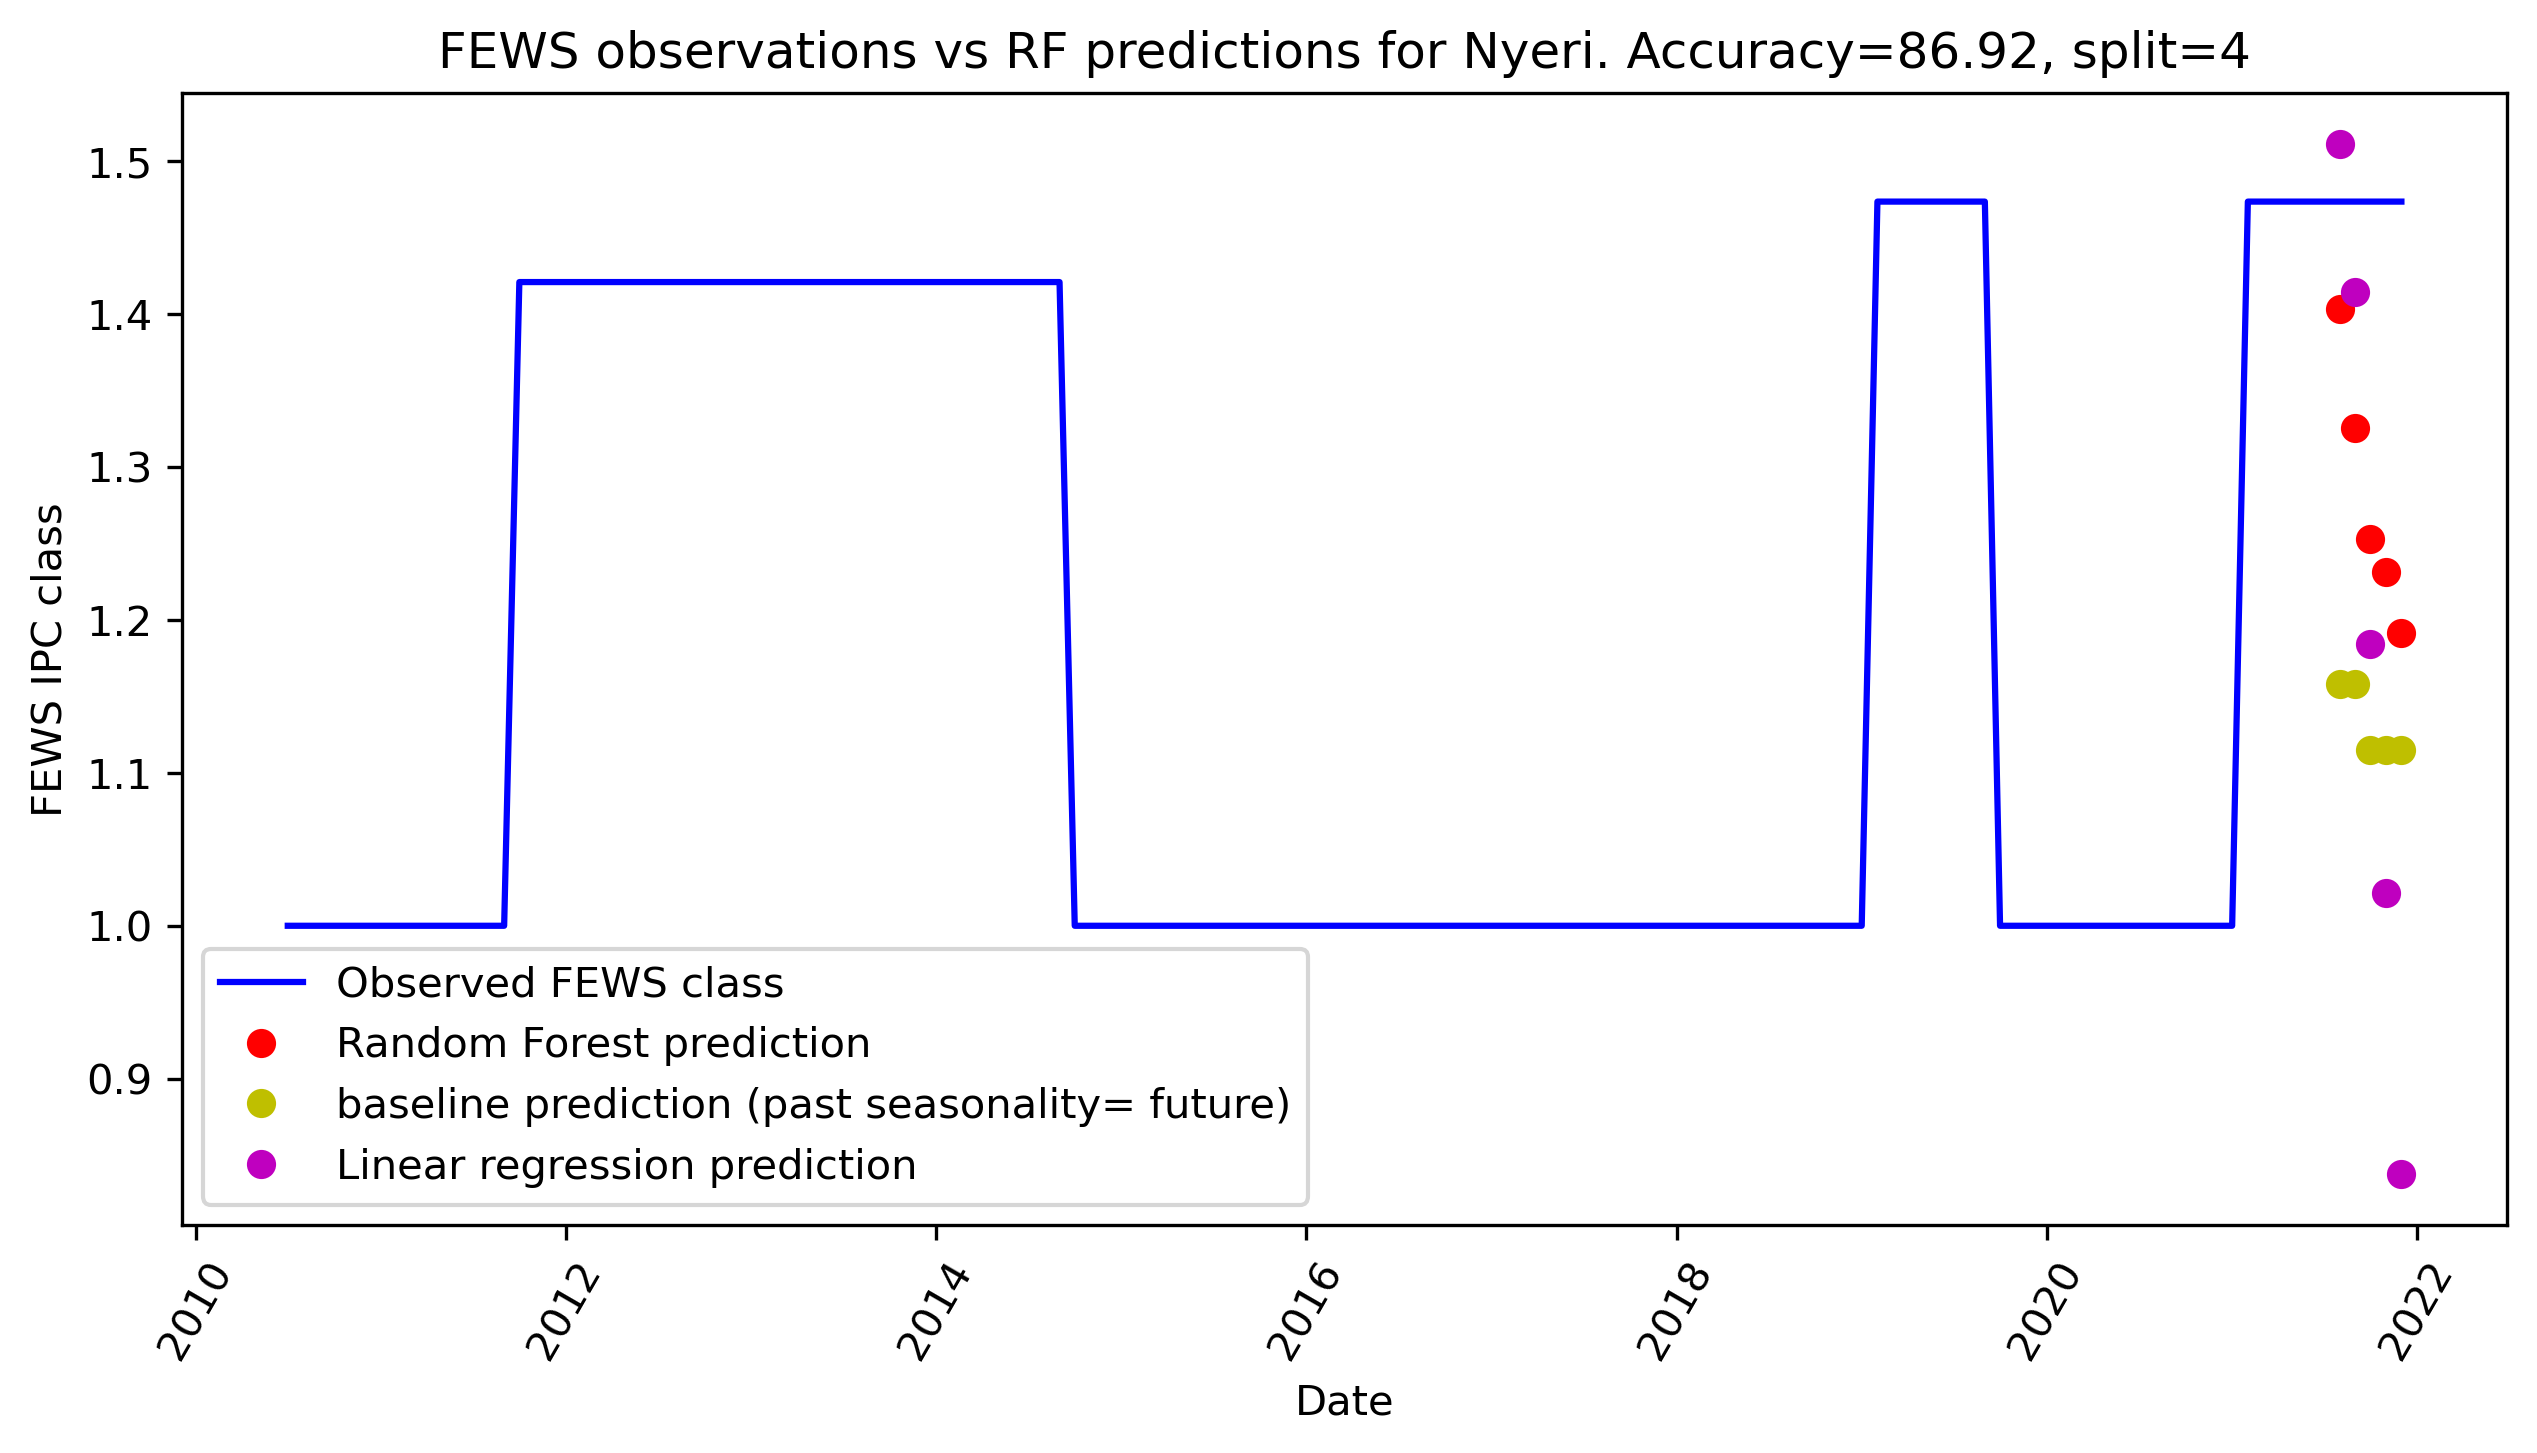 FEWS observations vs RF predictions for Nyeri. Accuracy=86.92, split=4
FEWS IPC class
1.5
1.4
1.3
1.2
1.1
1.0
0.9
Observed FEWS class
Random Forest prediction
baseline prediction (past seasonality= future)
Linear regression prediction
2010
2012
2014
2016
2018
2020
2022
Date